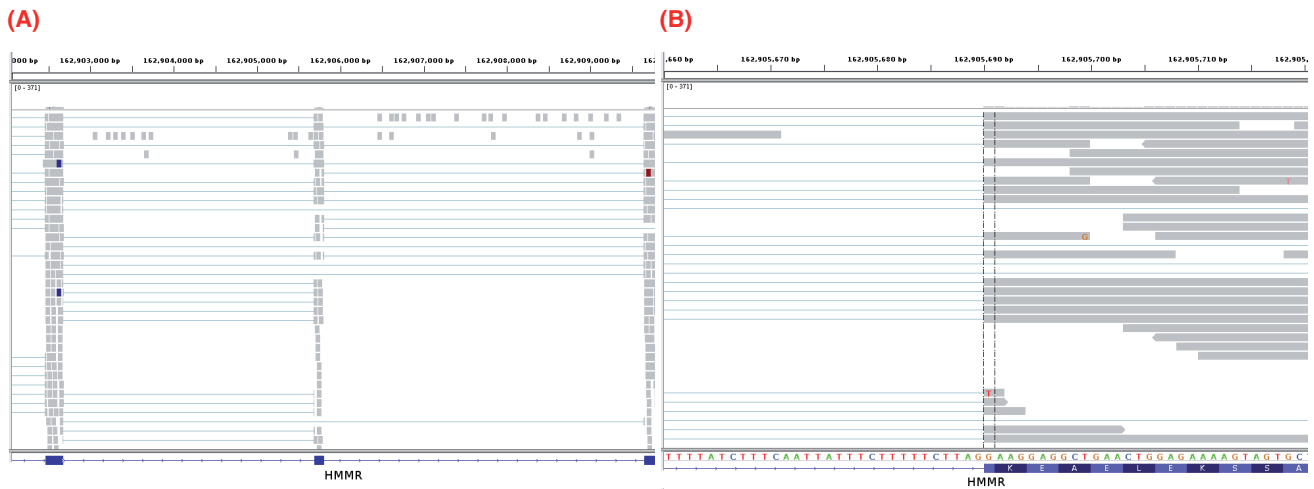 (A)
000 bp 162,903,000 bp 162,904,000 bp 162,905,000 bp 162,906,000 bp 162,907,000 bp 162,908,000 bp 162,909,000 bp 162
[0 - 371]
HMMR
(B)
,660 bp 162,905,670 bp 162,905,680 bp 162,905,690 bp 162,905,700 bp 162,905,710 bp 162,905,
[0 - 371]
T
G
T
T T T T A T C T T T C A A T T A T T T C T T T T T C T T A G G A A G G A G G C T G A A C T G G A G A A A A G T A G T G C T
K E A E L E K S S A
HMMR